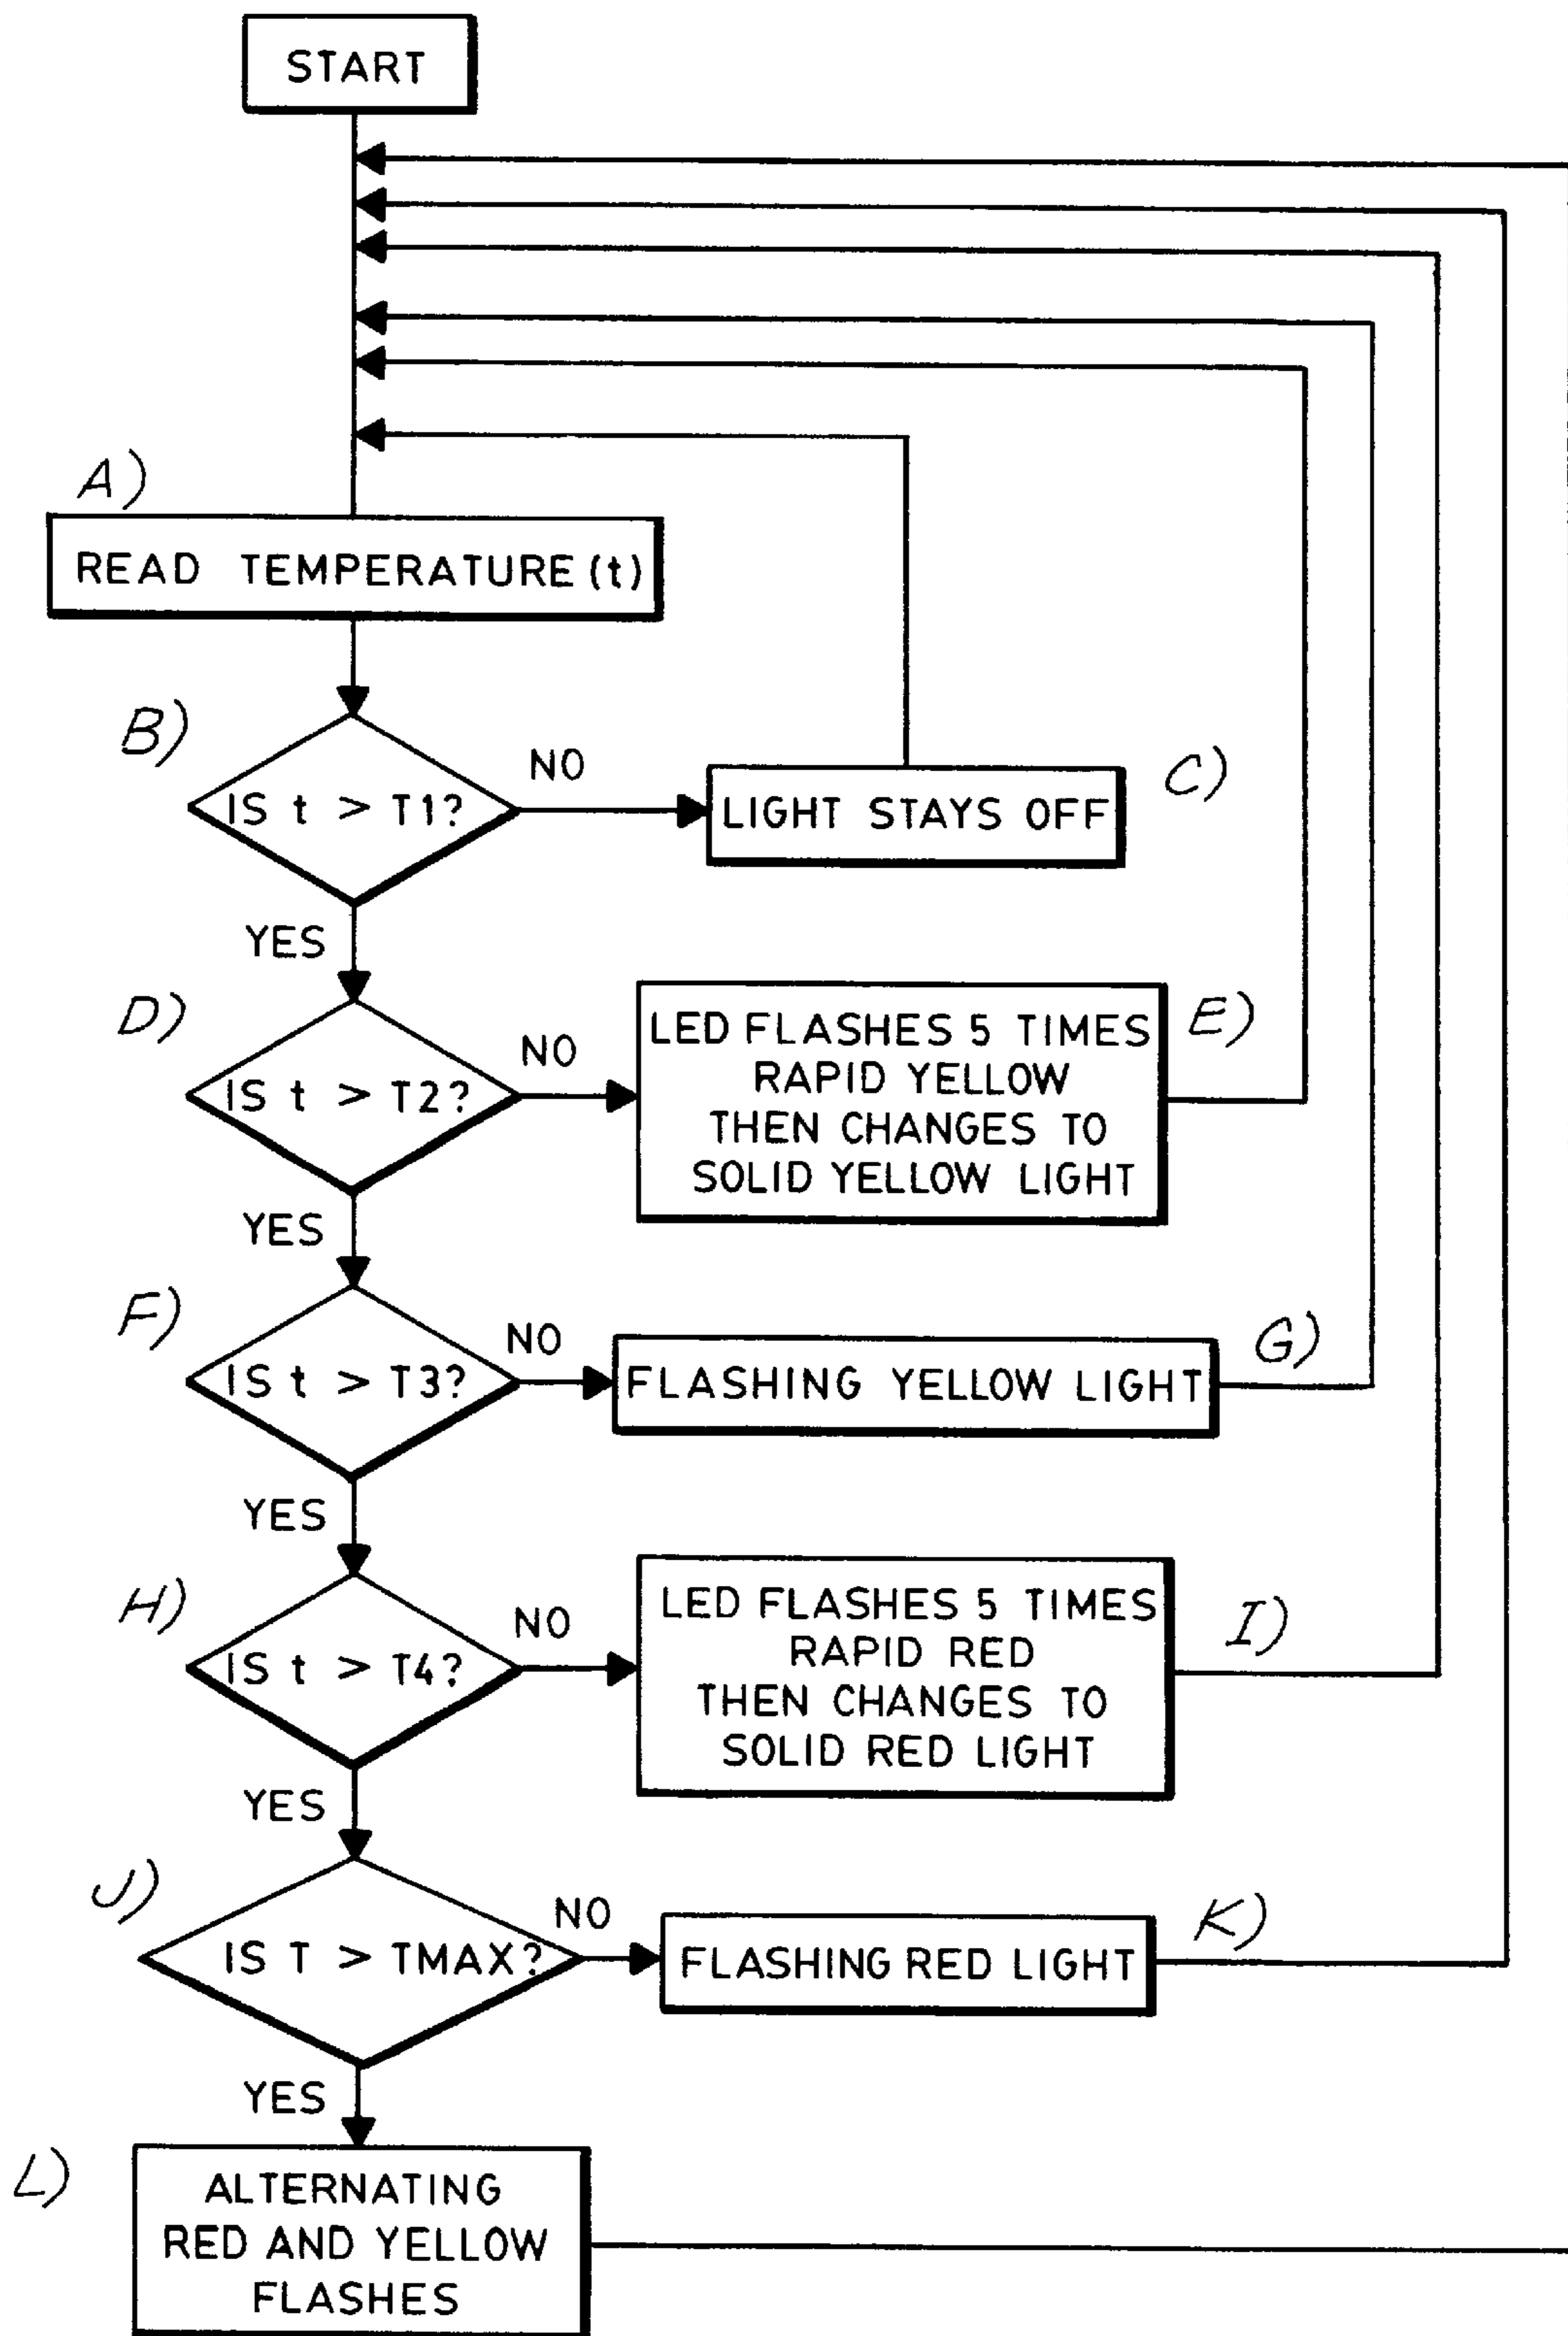 START
A)
READ TEMPERATURE (t)
B)
IS t > T1?
NO
LIGHT STAYS OFF
C)
YES
D)
IS t > T2?
NO
LED FLASHES 5 TIMES
RAPID YELLOW
THEN CHANGES TO
SOLID YELLOW LIGHT
E)
YES
F)
IS t > T3?
NO
FLASHING YELLOW LIGHT
G)
YES
H)
IS t > T4?
NO
LED FLASHES 5 TIMES
RAPID RED
THEN CHANGES TO
SOLID RED LIGHT
I)
YES
J)
IS T > TMAX?
NO
FLASHING RED LIGHT
K)
YES
L)
ALTERNATING
RED AND YELLOW
FLASHES